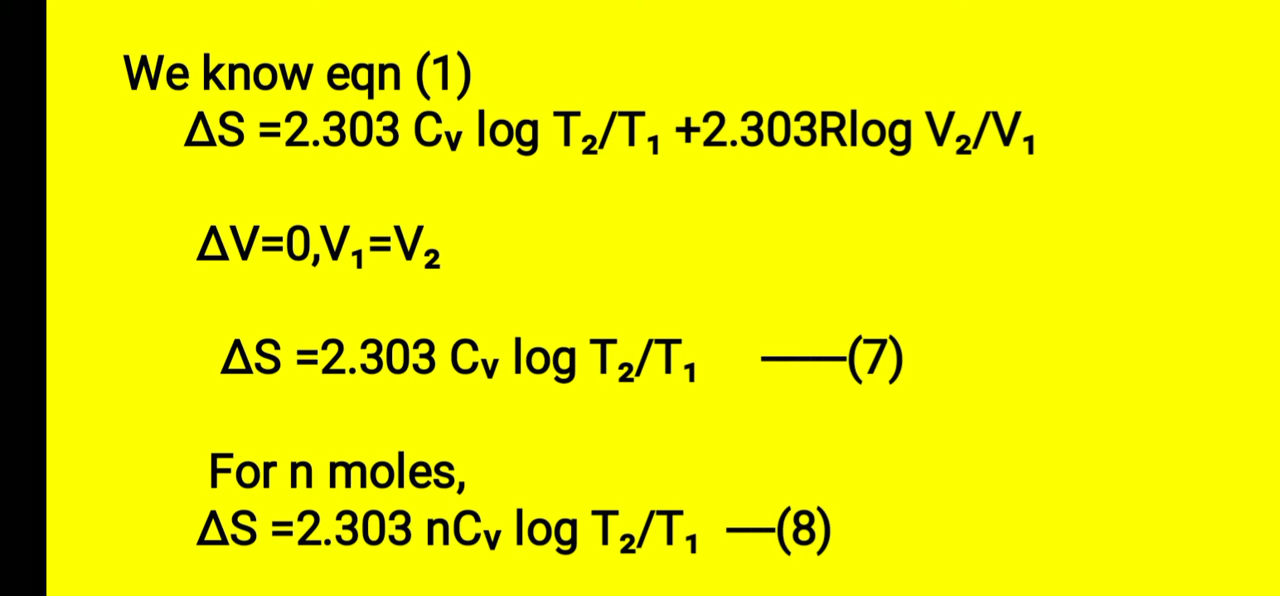 We know eqn (1)
ΔS =2.303 Cᵥ log T₂/T₁ +2.303Rlog V₂/V₁
ΔV=0,V₁=V₂
ΔS =2.303 Cᵥ log T₂/T₁ —–(7)
For n moles,
ΔS =2.303 nCᵥ log T₂/T₁ —(8)